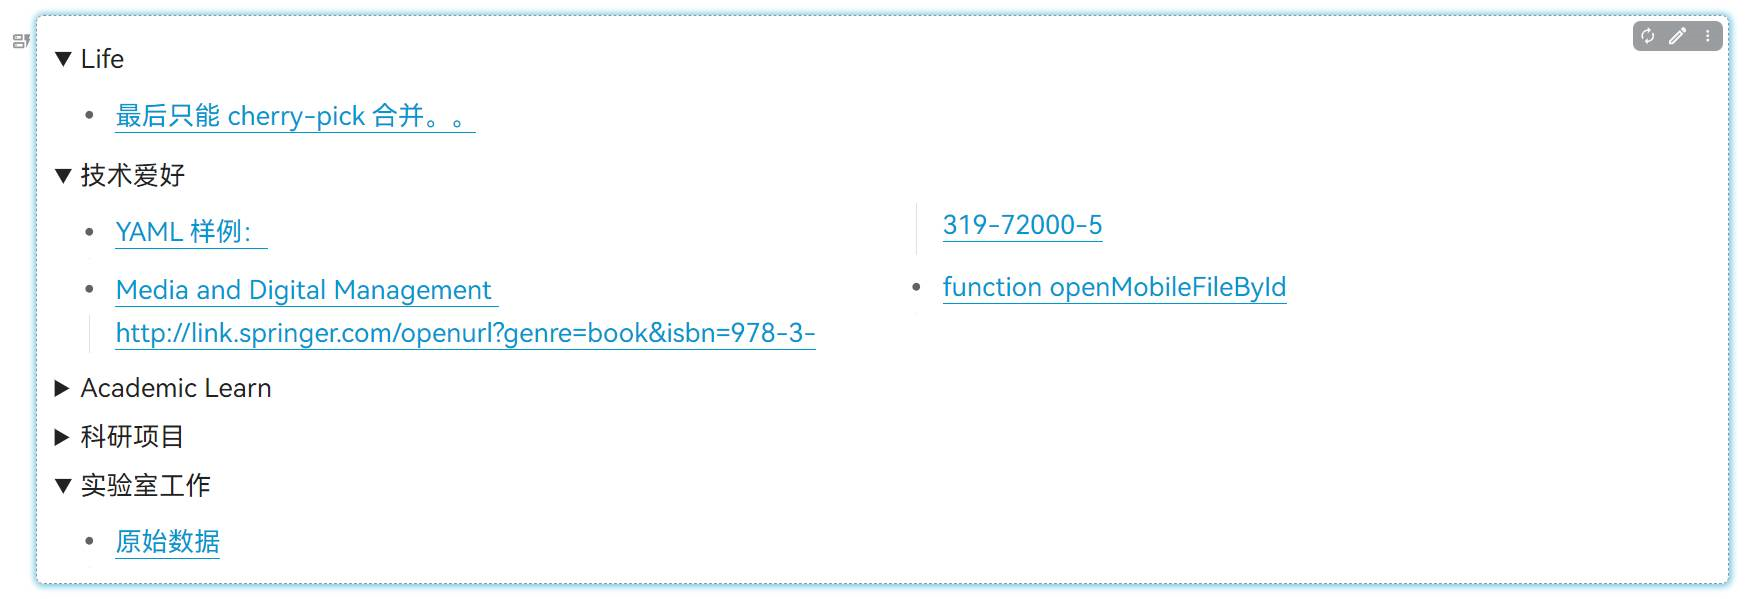 Life
最后只能 cherry-pick 合并。。
技术爱好
YAML 样例：
Media and Digital Management
http://link.springer.com/openurl?genre=book&isbn=978-3-
319-72000-5
function openMobileFileById
Academic Learn
科研项目
实验室工作
原始数据